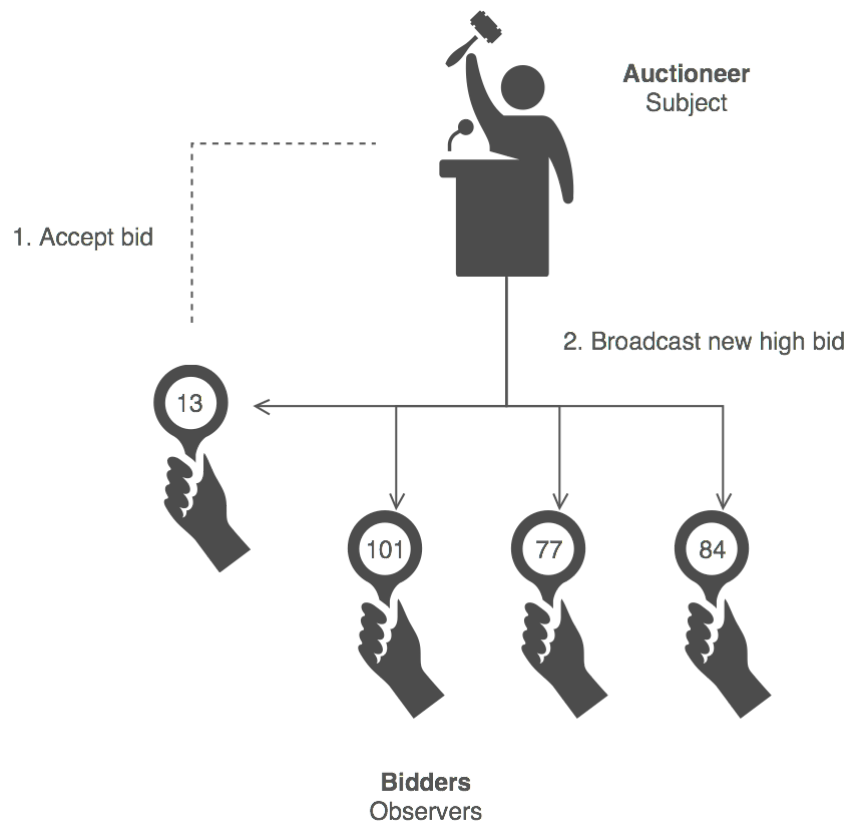 Auctioneer
Subject
1. Accept bid
2. Broadcast new high bid
13
101
77
84
Bidders
Observers